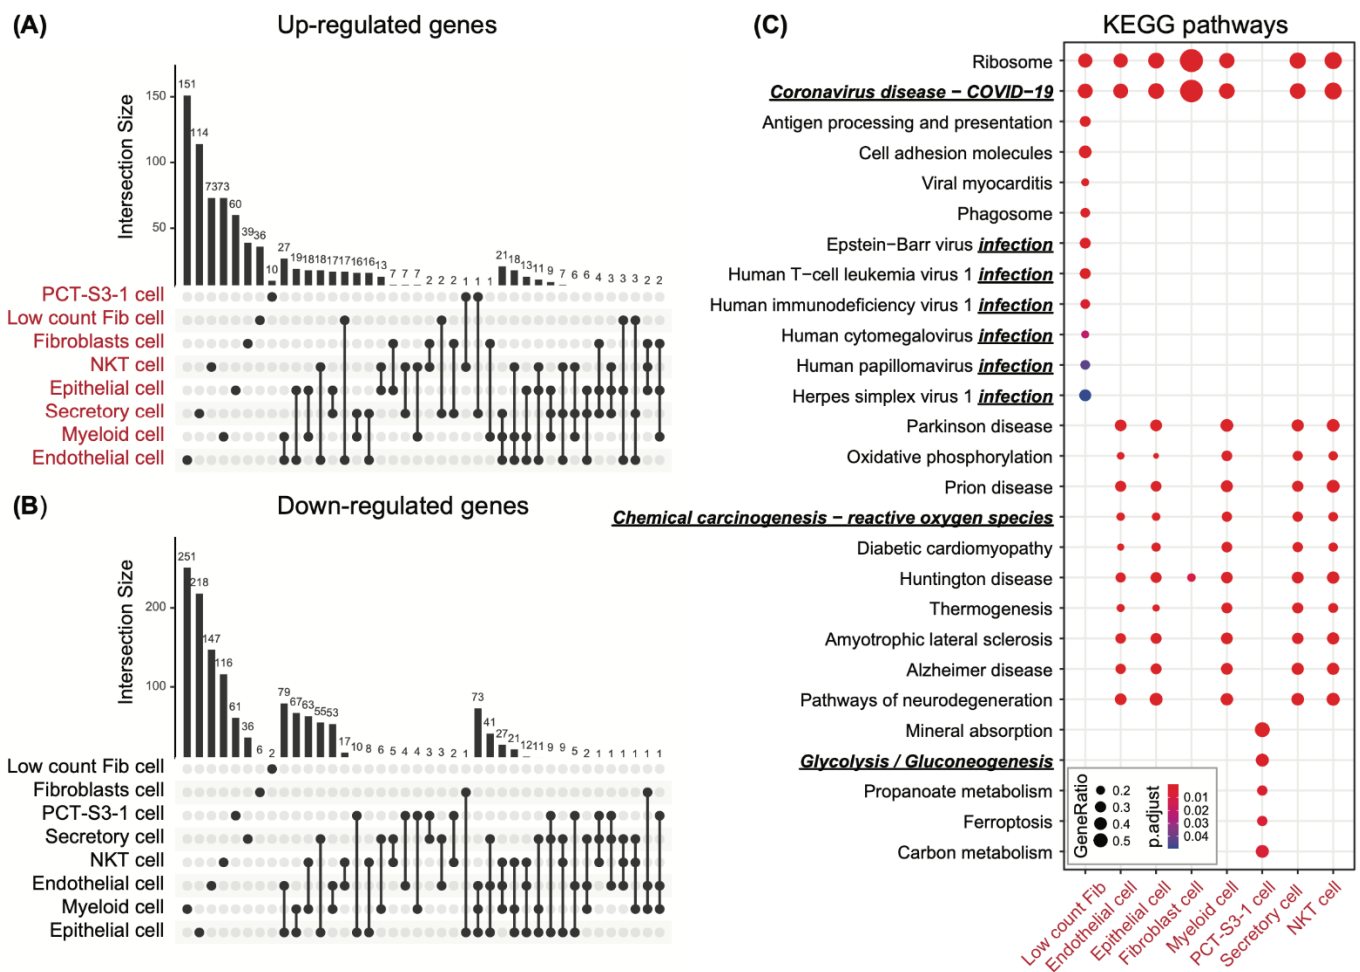 (A)
Up-regulated genes
Intersection Size
150
100
50
151
114
73
73
60
39
36
10
27
19
18
18
17
17
16
16
13
7
7
7
2
2
2
1
1
1
21
18
13
11
9
7
6
6
4
3
3
3
2
2
PCT-S3-1 cell
Low count Fib cell
Fibroblasts cell
NKT cell
Epithelial cell
Secretory cell
Myeloid cell
Endothelial cell
(B)
Down-regulated genes
Intersection Size
200
100
251
218
147
116
61
36
6
2
79
67
63
55
53
17
10
8
6
5
4
4
3
3
2
1
73
41
27
21
12
11
9
9
5
2
1
1
1
1
1
1
Low count Fib cell
Fibroblasts cell
PCT-S3-1 cell
Secretory cell
NKT cell
Endothelial cell
Myeloid cell
Epithelial cell
(C)
KEGG pathways
Ribosome
Coronavirus disease − COVID−19
Antigen processing and presentation
Cell adhesion molecules
Viral myocarditis
Phagosome
Epstein−Barr virus infection
Human T−cell leukemia virus 1 infection
Human immunodeficiency virus 1 infection
Human cytomegalovirus infection
Human papillomavirus infection
Herpes simplex virus 1 infection
Parkinson disease
Oxidative phosphorylation
Prion disease
Chemical carcinogenesis − reactive oxygen species
Diabetic cardiomyopathy
Huntington disease
Thermogenesis
Amyotrophic lateral sclerosis
Alzheimer disease
Pathways of neurodegeneration
Mineral absorption
Glycolysis / Gluconeogenesis
Propanoate metabolism
Ferroptosis
Carbon metabolism
GeneRatio
0.2
0.3
0.4
0.5
p.adjust
0.01
0.02
0.03
0.04
Low count Fib
Endothelial cell
Epithelial cell
Fibroblast cell
Myeloid cell
PCT-S3-1 cell
Secretory cell
NKT cell